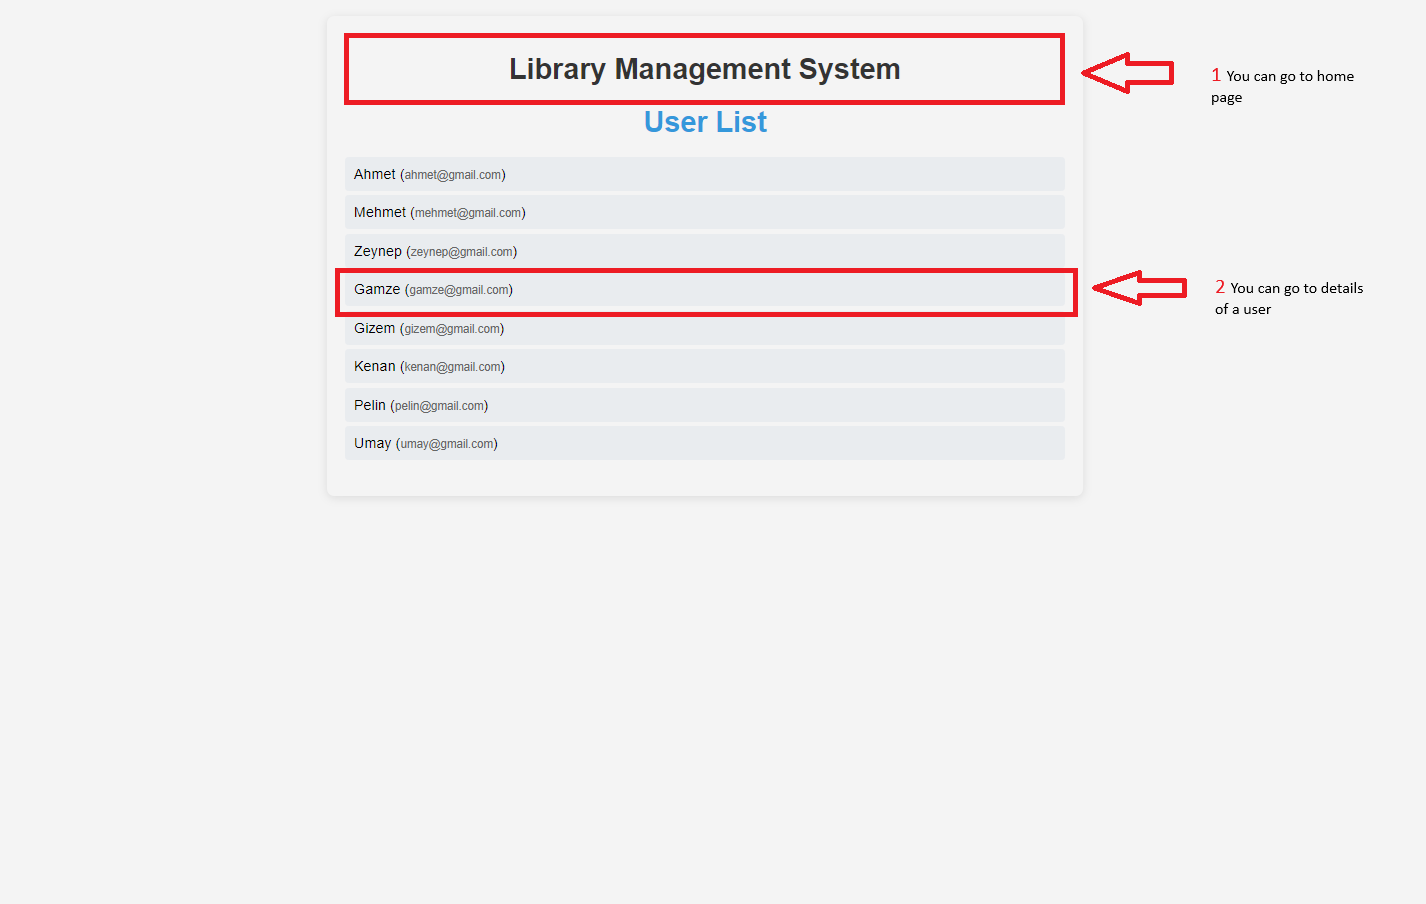 Library Management System
1 You can go to home
page
User List
Ahmet (ahmet@gmail.com)
Mehmet (mehmet@gmail.com)
Zeynep (zeynep@gmail.com)
Gamze (gamze@gmail.com)
2 You can go to details
of a user
Gizem (gizem@gmail.com)
Kenan (kenan@gmail.com)
Pelin (pelin@gmail.com)
Umay (umay@gmail.com)